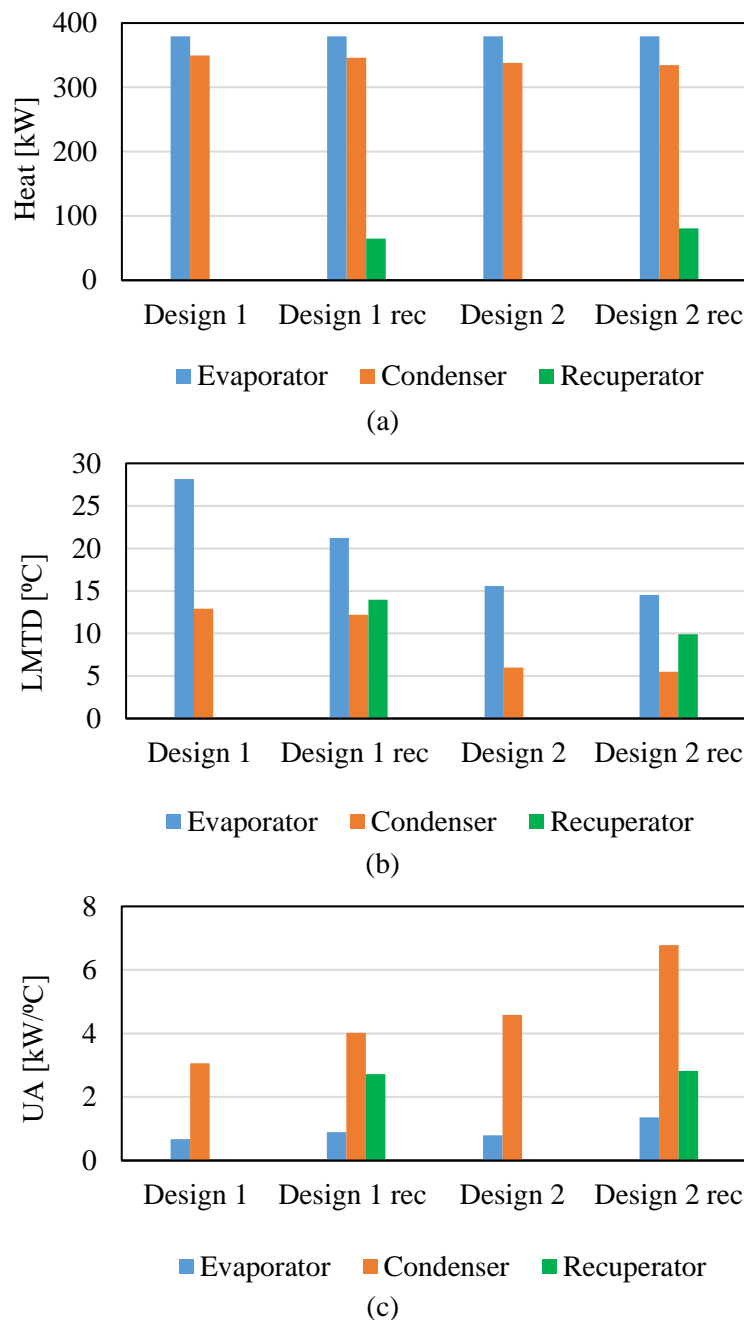 400
300
200
100
0
Heat [kW]
Design 1 Design 1 rec Design 2 Design 2 rec
Evaporator Condenser Recuperator
(a)
30
25
20
15
10
5
0
LMTD [ºC]
Design 1 Design 1 rec Design 2 Design 2 rec
Evaporator Condenser Recuperator
(b)
8
6
4
2
0
UA [kW/ºC]
Design 1 Design 1 rec Design 2 Design 2 rec
Evaporator Condenser Recuperator
(c)